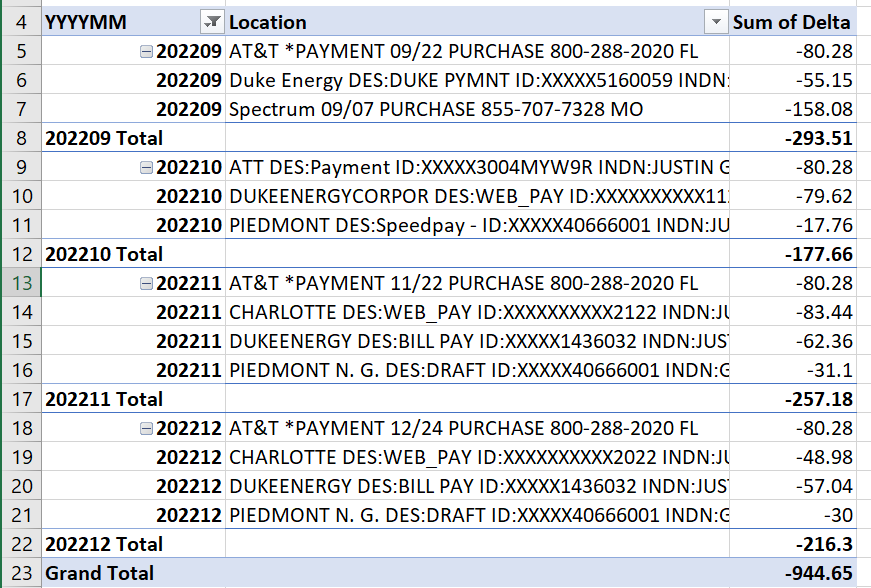 4 YYYYMM Location Sum of Delta
5 202209 AT&T *PAYMENT 09/22 PURCHASE 800-288-2020 FL -80.28
6 202209 Duke Energy DES:DUKE PYMNT ID:XXXXX5160059 INDN: -55.15
7 202209 Spectrum 09/07 PURCHASE 855-707-7328 MO -158.08
8 202209 Total -293.51
9 202210 ATT DES:Payment ID:XXXXX3004MYW9R INDN:JUSTIN G -80.28
10 202210 DUKEENERGYCORPOR DES:WEB_PAY ID:XXXXXXXXXX11 -79.62
11 202210 PIEDMONT DES:Speedpay - ID:XXXXX40666001 INDN:JU -17.76
12 202210 Total -177.66
13 202211 AT&T *PAYMENT 11/22 PURCHASE 800-288-2020 FL -80.28
14 202211 CHARLOTTE DES:WEB_PAY ID:XXXXXXXXXX2122 INDN:JU -83.44
15 202211 DUKEENERGY DES:BILL PAY ID:XXXXX1436032 INDN:JUS -62.36
16 202211 PIEDMONT N. G. DES:DRAFT ID:XXXXX40666001 INDN:G -31.1
17 202211 Total -257.18
18 202212 AT&T *PAYMENT 12/24 PURCHASE 800-288-2020 FL -80.28
19 202212 CHARLOTTE DES:WEB_PAY ID:XXXXXXXXXX2022 INDN:JU -48.98
20 202212 DUKEENERGY DES:BILL PAY ID:XXXXX1436032 INDN:JUS -57.04
21 202212 PIEDMONT N. G. DES:DRAFT ID:XXXXX40666001 INDN:G -30
22 202212 Total -216.3
23 Grand Total -944.65